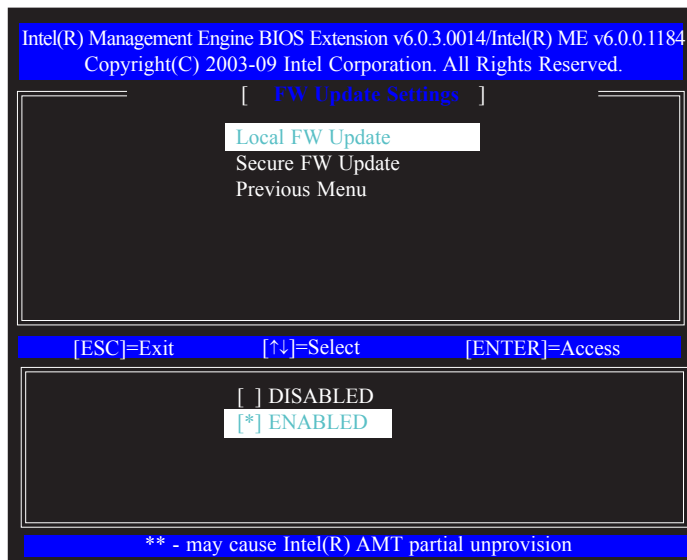 Intel(R) Management Engine BIOS Extension v6.0.3.0014/Intel(R) ME v6.0.0.1184
Copyright(C) 2003-09 Intel Corporation. All Rights Reserved.
[ FW Update Settings ]
Local FW Update
Secure FW Update
Previous Menu
[ESC]=Exit [↑↓]=Select [ENTER]=Access
[ ] DISABLED
[*] ENABLED
** - may cause Intel(R) AMT partial unprovision